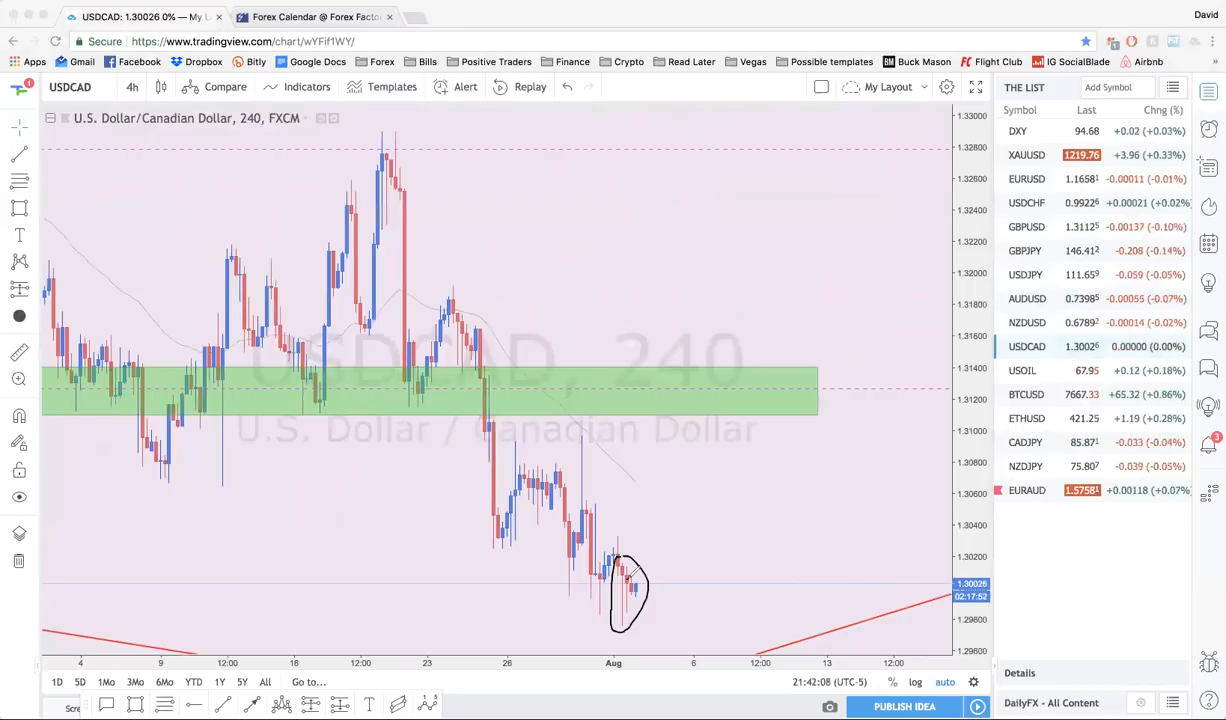 USDCAD: 1.30026 0% — My L
Forex Calendar @ Forex Facto
David
Secure https://www.tradingview.com/chart/wYFif1WY/
Apps Gmail Facebook Dropbox Bitly Google Docs Forex Bills Positive Traders Finance Crypto Read Later Vegas Possible templates BM Buck Mason Flight Club IG SocialBlade Airbnb »
1 USDCAD 4h Compare Indicators Templates Alert Replay My Layout
THE LIST Add Symbol
Symbol Last Chng (%)
U.S. Dollar/Canadian Dollar, 240, FXCM
USDCAD, 240
U.S. Dollar / Canadian Dollar
1.33000
1.32800
1.32600
1.32400
1.32200
1.32000
1.31800
1.31600
1.31400
1.31200
1.31000
1.30800
1.30600
1.30400
1.30200
1.30026
02:17:52
1.29800
1.29600
DXY 94.68 +0.02 (+0.03%)
XAUUSD 1219.76 +3.96 (+0.33%)
EURUSD 1.16581 -0.00011 (-0.01%)
USDCHF 0.99226 +0.00021 (+0.02%)
GBPUSD 1.31125 -0.00137 (-0.10%)
GBPJPY 146.412 -0.208 (-0.14%)
USDJPY 111.659 -0.059 (-0.05%)
AUDUSD 0.73985 -0.00055 (-0.07%)
NZDUSD 0.67892 -0.00014 (-0.02%)
USDCAD 1.30026 0.00000 (0.00%)
USOIL 67.95 +0.12 (+0.18%)
BTCUSD 7667.33 +65.32 (+0.86%)
ETHUSD 421.25 +1.19 (+0.28%)
CADJPY 85.871 -0.033 (-0.04%)
NZDJPY 75.807 -0.039 (-0.05%)
EURAUD 1.57581 +0.00118 (+0.07%)
3
4 9 12:00 16 12:00 23 26 Aug 6 12:00 13 12:00
1D 5D 1Mo 3Mo 6Mo YTD 1Y 5Y All Go to... 21:42:08 (UTC-5) % log auto
Details
Scre
T
PUBLISH IDEA
DailyFX - All Content